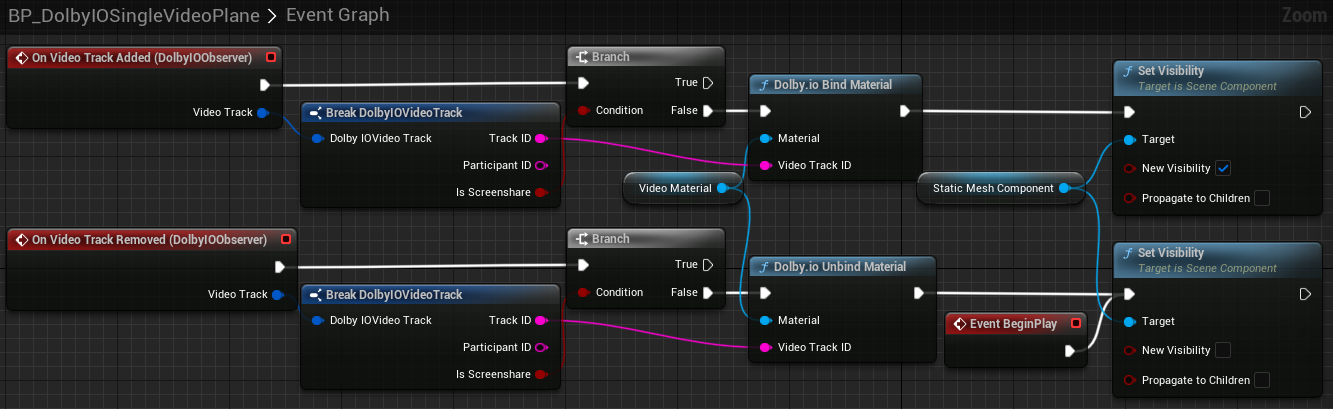 BP_DolbyIOSingleVideoPlane > Event Graph
Zoom
On Video Track Added (DolbyIOObserver)
Video Track
Break DolbyIOVideoTrack
Dolby IOVideo Track
Track ID
Participant ID
Is Screenshare
Branch
True
Condition
False
Dolby.io Bind Material
Material
Video Track ID
Video Material
Static Mesh Component
Set Visibility
Target is Scene Component
Target
New Visibility
Propagate to Children
On Video Track Removed (DolbyIOObserver)
Video Track
Break DolbyIOVideoTrack
Dolby IOVideo Track
Track ID
Participant ID
Is Screenshare
Branch
True
Condition
False
Dolby.io Unbind Material
Material
Video Track ID
Event BeginPlay
Set Visibility
Target is Scene Component
Target
New Visibility
Propagate to Children